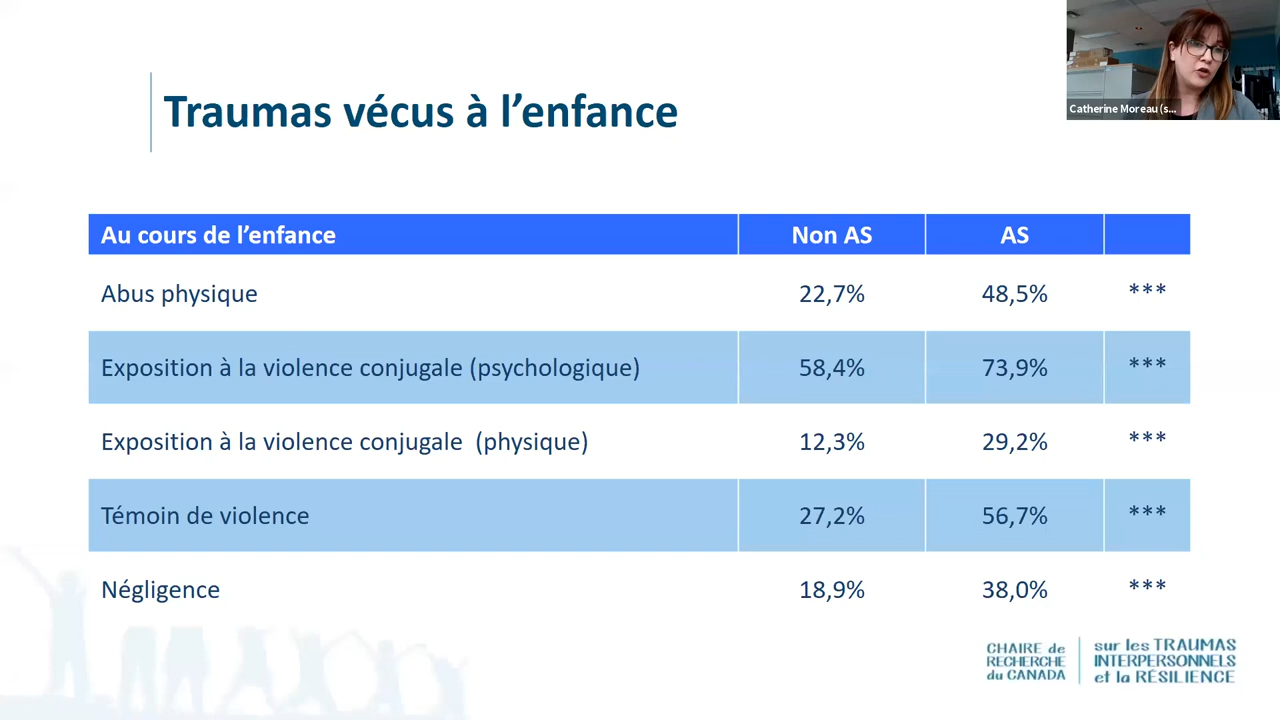 Traumas vécus à l’enfance
Catherine Moreau (s...
Au cours de l’enfance Non AS AS
Abus physique 22,7% 48,5% ***
Exposition à la violence conjugale (psychologique) 58,4% 73,9% ***
Exposition à la violence conjugale (physique) 12,3% 29,2% ***
Témoin de violence 27,2% 56,7% ***
Négligence 18,9% 38,0% ***
CHAIRE de
RECHERCHE
du CANADA
sur les TRAUMAS
INTERPERSONNELS
et la RÉSILIENCE